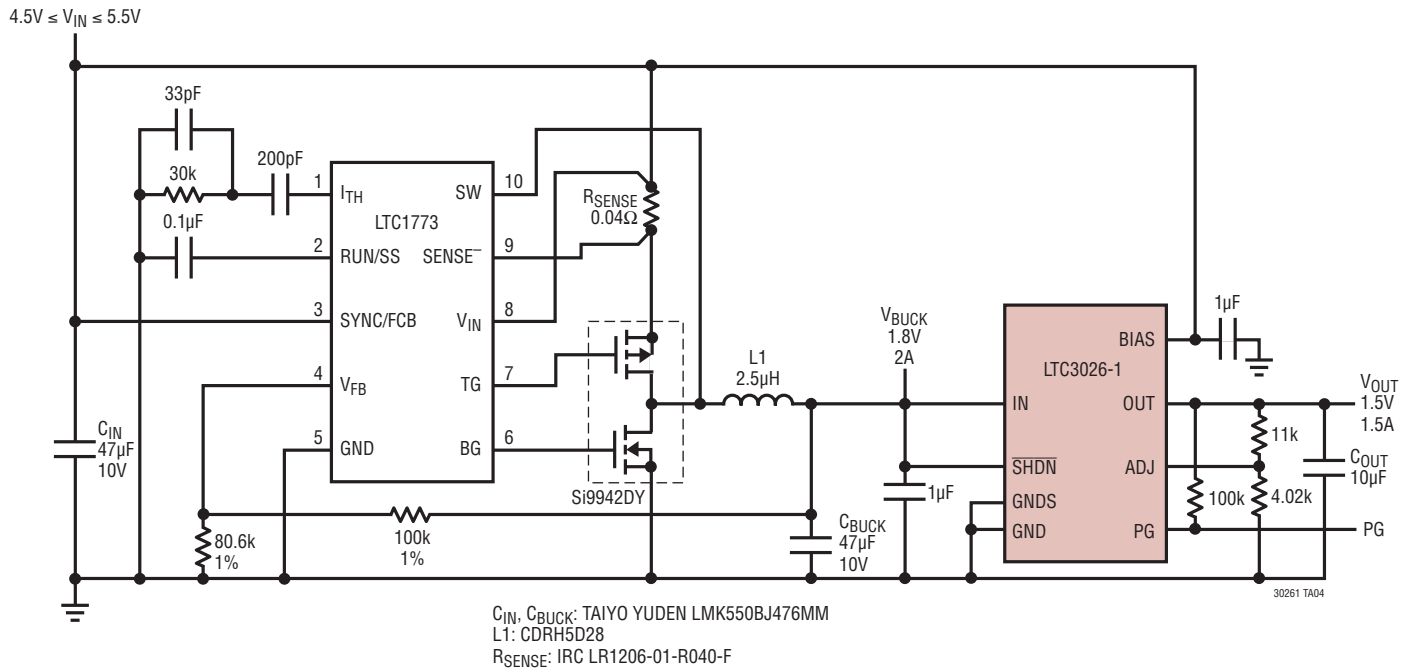 4.5V ≤ VIN ≤ 5.5V
33pF
30k
200pF
0.1µF
1
ITH
SW
10
LTC1773
2
RUN/SS
SENSE−
9
3
SYNC/FCB
VIN
8
4
VFB
TG
7
5
GND
BG
6
RSENSE
0.04Ω
Si9942DY
CIN
47µF
10V
80.6k
1%
100k
1%
L1
2.5µH
VBUCK
1.8V
2A
1µF
CBUCK
47µF
10V
BIAS
LTC3026-1
IN
OUT
SHDN
ADJ
GNDS
GND
PG
1µF
VOUT
1.5V
1.5A
11k
COUT
10µF
100k
4.02k
PG
30261 TA04
CIN, CBUCK: TAIYO YUDEN LMK550BJ476MM
L1: CDRH5D28
RSENSE: IRC LR1206-01-R040-F